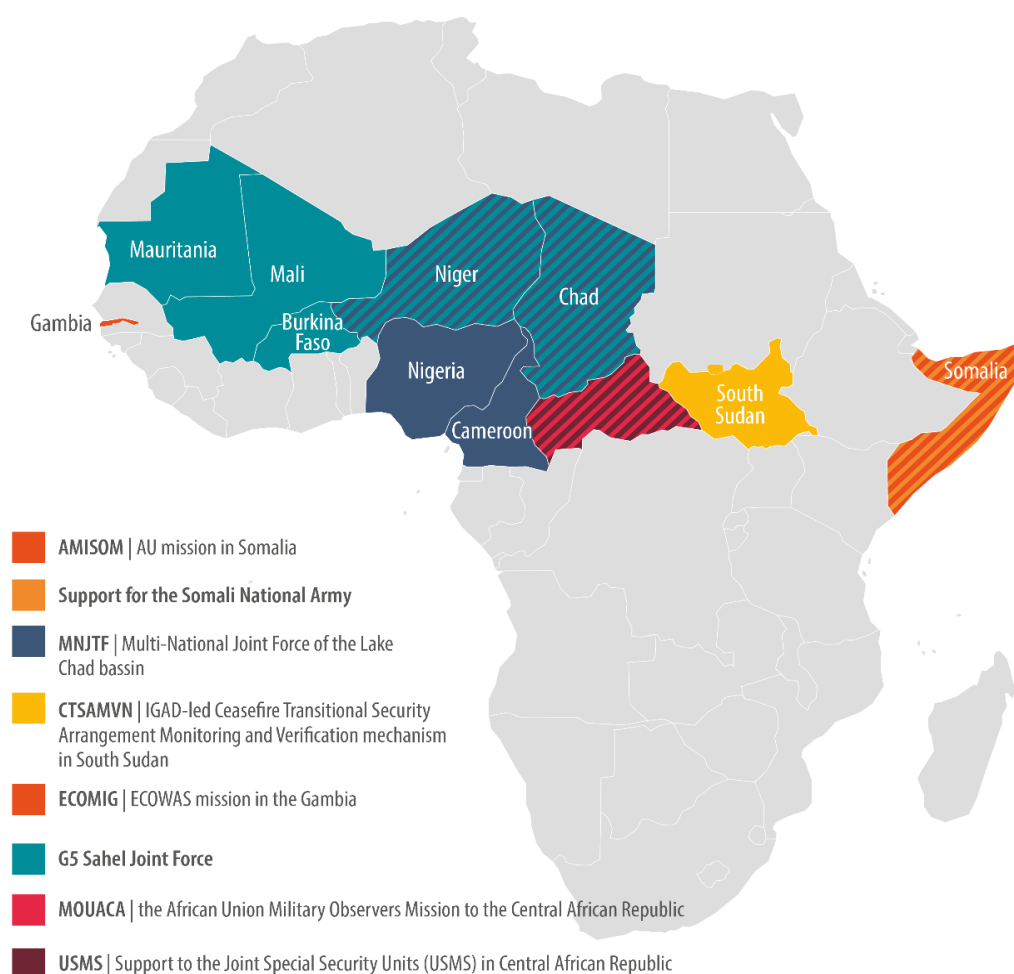 Mauritania
Mali
Niger
Chad
Gambia
Burkina
Faso
Nigeria
Somalia
South
Sudan
Cameroon
AMISOM | AU mission in Somalia
Support for the Somali National Army
MNJTF | Multi-National Joint Force of the Lake
Chad bassin
CTSAMVN | IGAD-led Ceasefire Transitional Security
Arrangement Monitoring and Verification mechanism
in South Sudan
ECOMIG | ECOWAS mission in the Gambia
G5 Sahel Joint Force
MOUACA | the African Union Military Observers Mission to the Central African Republic
USMS | Support to the Joint Special Security Units (USMS) in Central African Republic